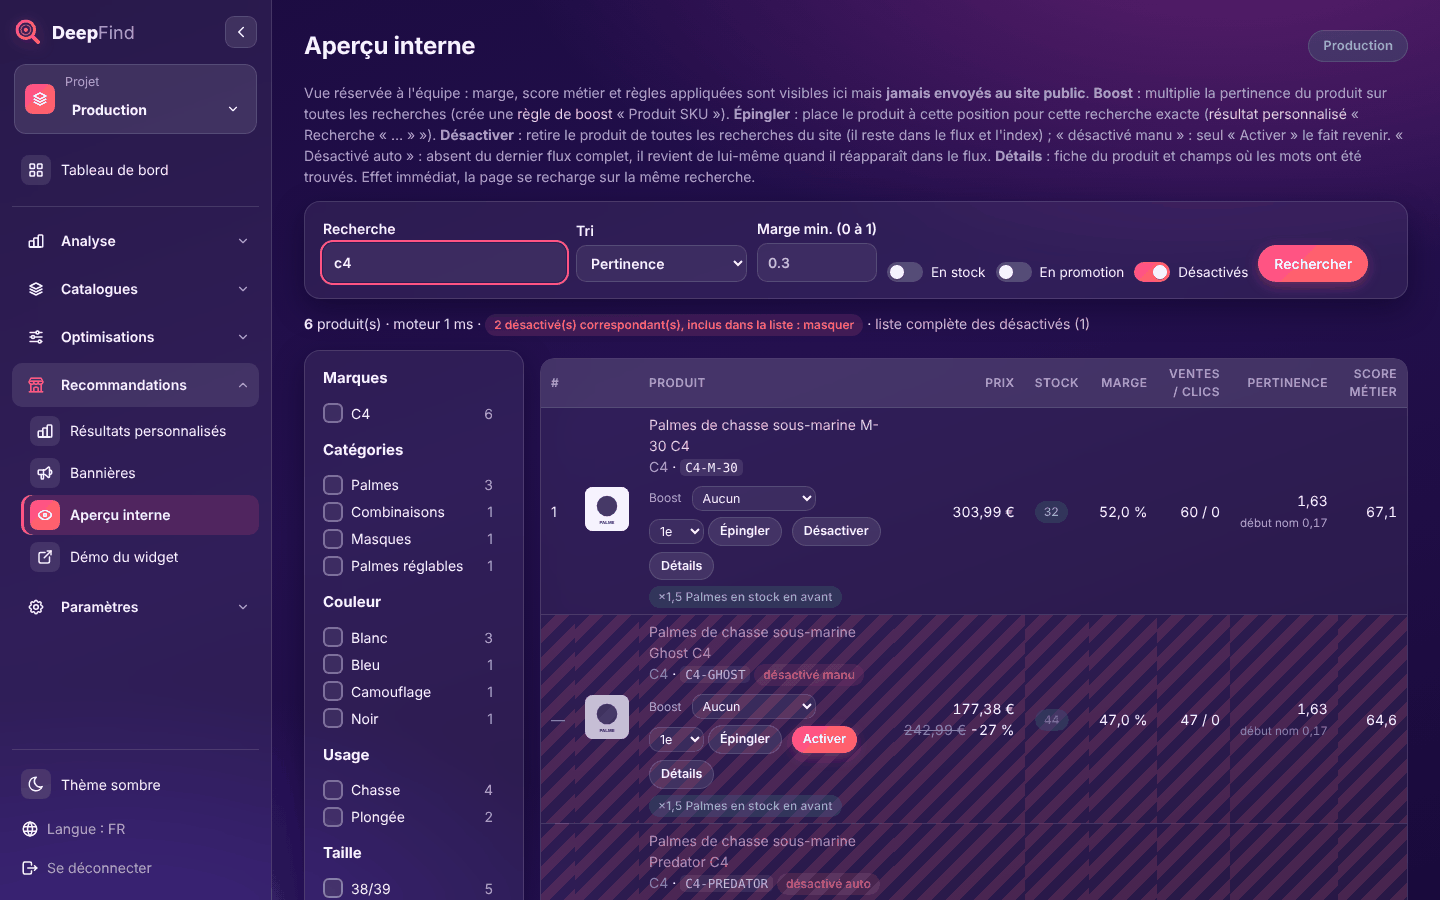 DeepFind
Projet
Production
Tableau de bord
Analyse
Catalogues
Optimisations
Recommandations
Résultats personnalisés
Bannières
Aperçu interne
Démo du widget
Paramètres
Thème sombre
Langue : FR
Se déconnecter
Aperçu interne
Production
Vue réservée à l'équipe : marge, score métier et règles appliquées sont visibles ici mais jamais envoyés au site public. Boost : multiplie la pertinence du produit sur
toutes les recherches (crée une règle de boost « Produit SKU »). Épingler : place le produit à cette position pour cette recherche exacte (résultat personnalisé «
Recherche « ... » »). Désactiver : retire le produit de toutes les recherches du site (il reste dans le flux et l'index) ; « désactivé manu » : seul « Activer » le fait revenir. «
Désactivé auto » : absent du dernier flux complet, il revient de lui-même quand il réapparaît dans le flux. Détails : fiche du produit et champs où les mots ont été
trouvés. Effet immédiat, la page se recharge sur la même recherche.
Recherche
Tri
Marge min. (0 à 1)
c4
Pertinence
0.3
En stock
En promotion
Désactivés
Rechercher
6 produit(s) · moteur 1 ms · 2 désactivé(s) correspondant(s), inclus dans la liste : masquer · liste complète des désactivés (1)
Marques
C4 6
Catégories
Palmes 3
Combinaisons 1
Masques 1
Palmes réglables 1
Couleur
Blanc 3
Bleu 1
Camouflage 1
Noir 1
Usage
Chasse 4
Plongée 2
Taille
38/39 5
# PRODUIT PRIX STOCK MARGE VENTES / CLICS PERTINENCE SCORE MÉTIER
Palmes de chasse sous-marine M-
30 C4
C4 · C4-M-30
Boost Aucun
1e Épingler Désactiver
Détails
×1,5 Palmes en stock en avant
1
PALME
303,99 €
32
52,0 %
60 / 0
1,63
début nom 0,17
67,1
Palmes de chasse sous-marine
Ghost C4
C4 · C4-GHOST désactivé manu
Boost Aucun
1e Épingler Activer
Détails
×1,5 Palmes en stock en avant
—
PALME
177,38 €
242,99 € -27 %
44
47,0 %
47 / 0
1,63
début nom 0,17
64,6
Palmes de chasse sous-marine
Predator C4
C4 · C4-PREDATOR désactivé auto